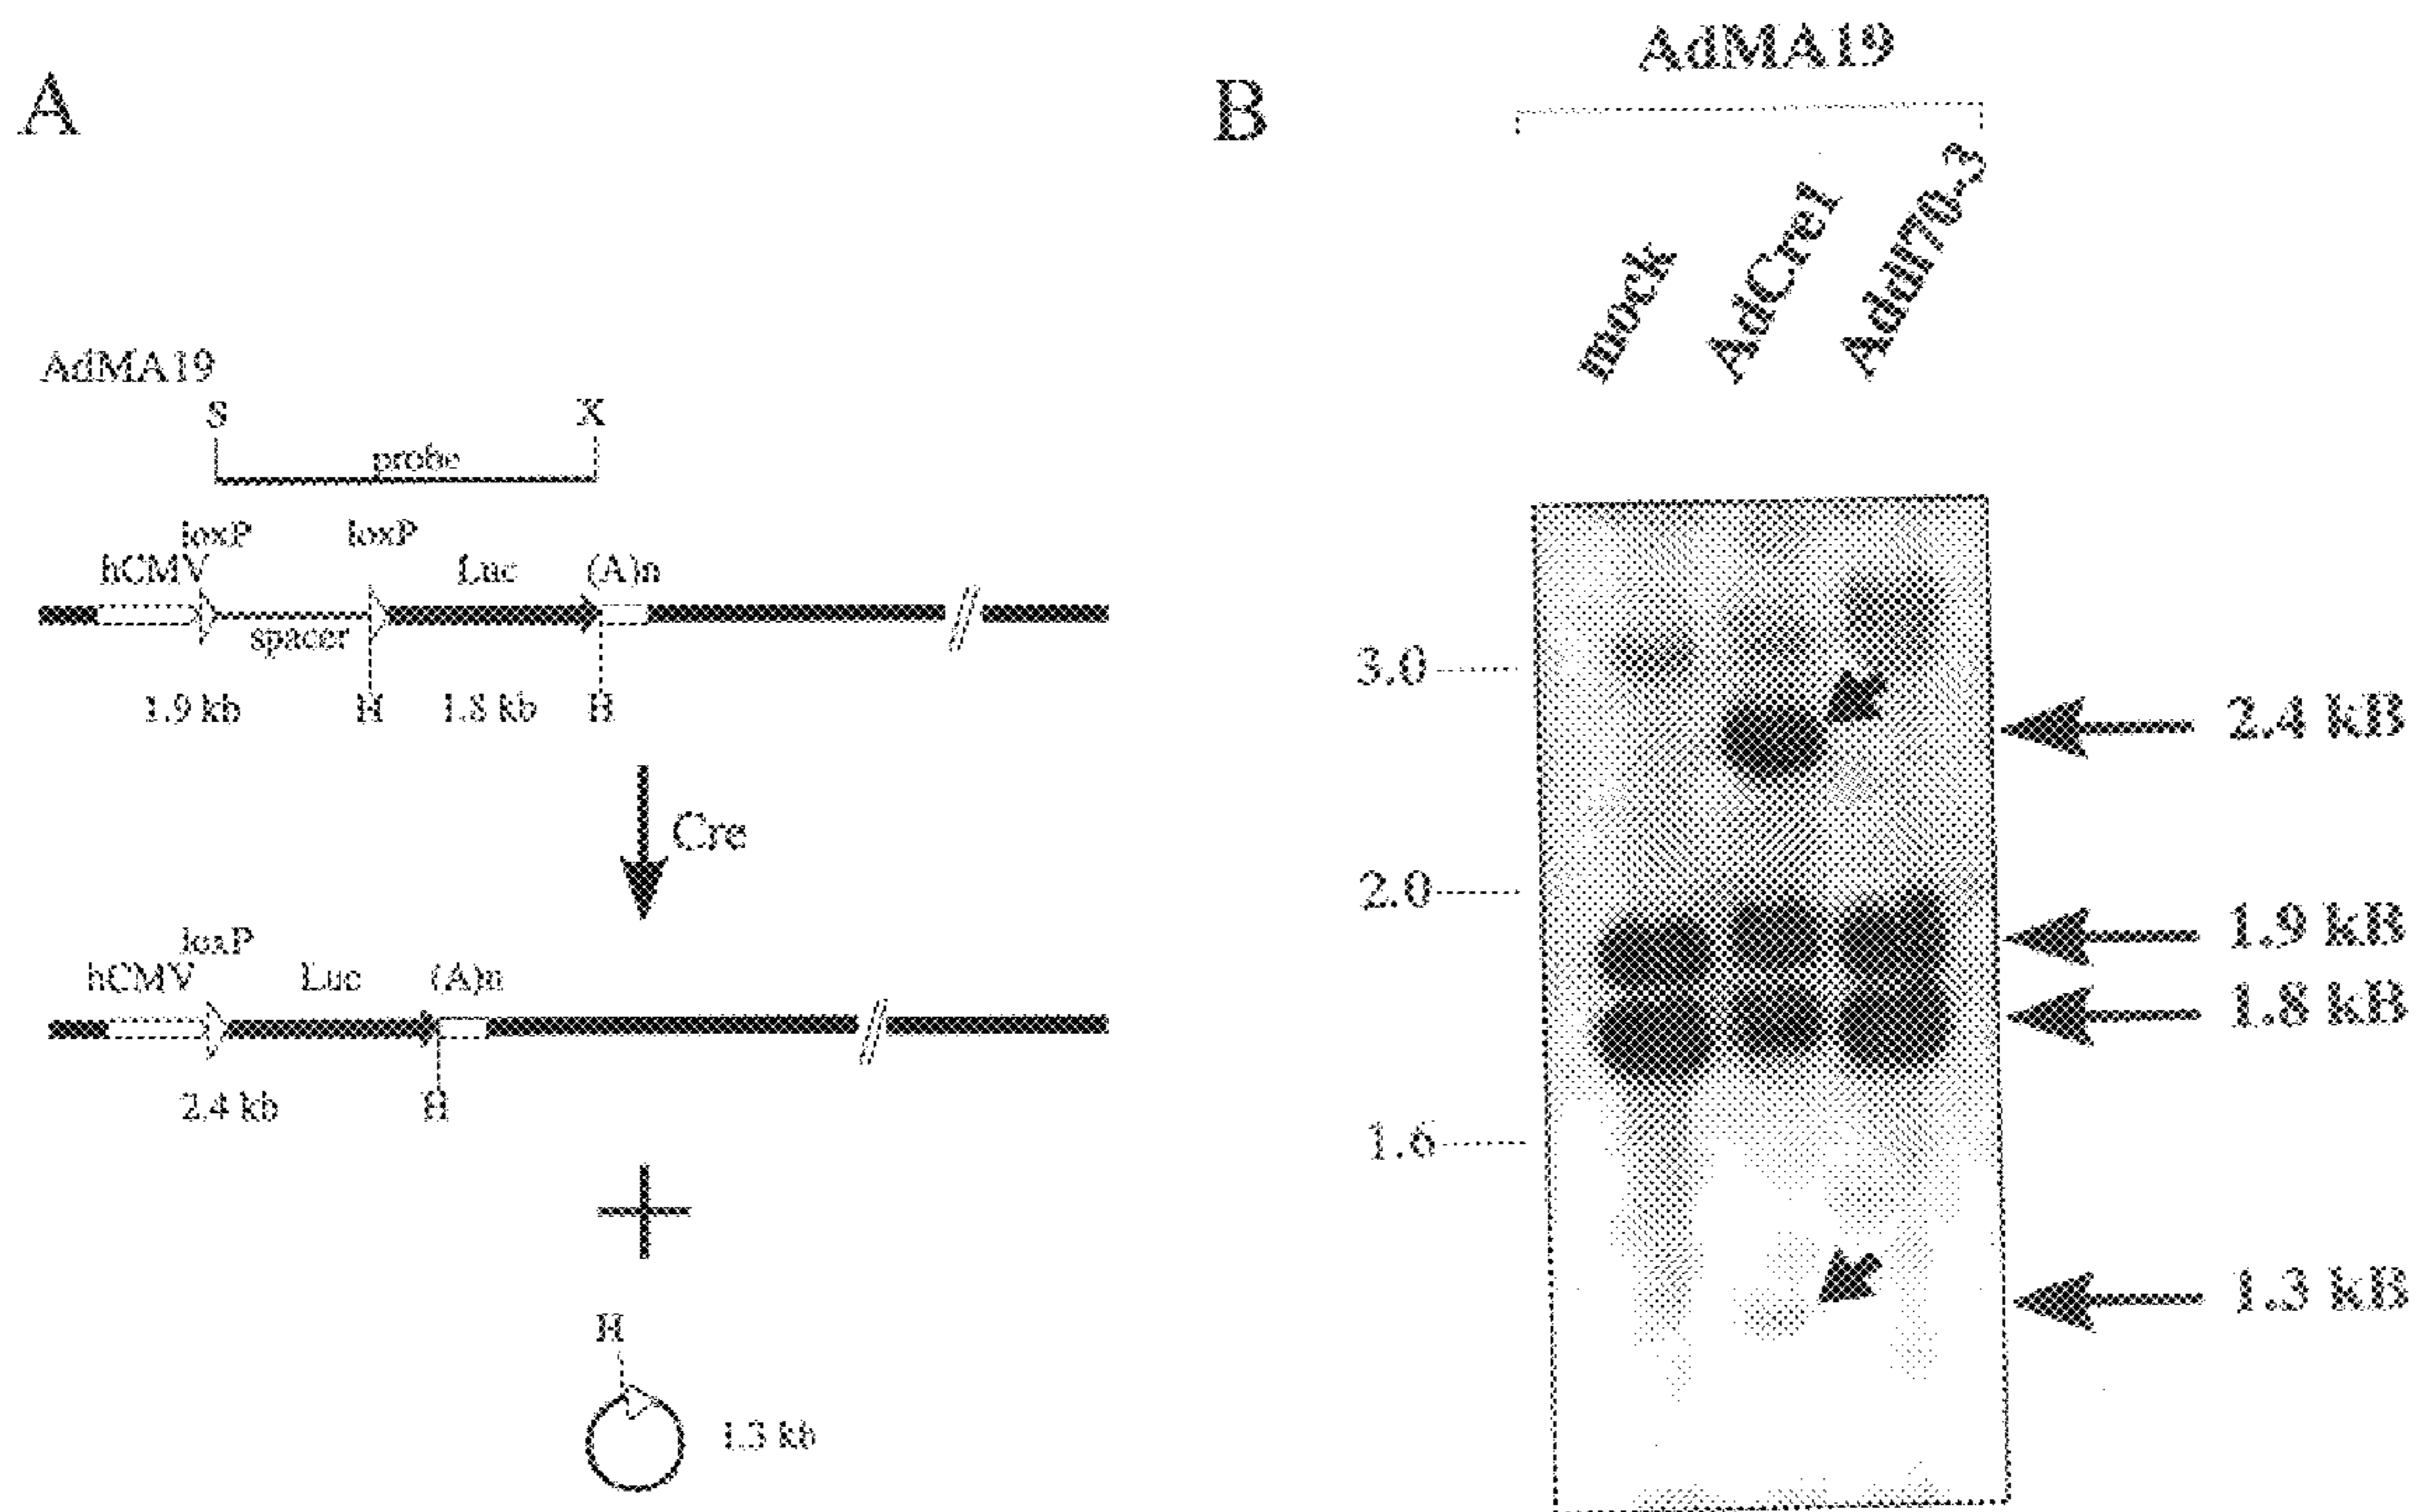 A
AdMA19
S X
probe
loxP loxP
hCMV Luc (A)n
spacer
1.9 kb H 1.8 kb H
Cre
loxP
hCMV Luc (A)n
2.4 kb H
H
1.3 kb
B
AdMA19
mock AdCre1 Addl70-3
3.0
2.0
1.6
2.4 kB
1.9 kB
1.8 kB
1.3 kB